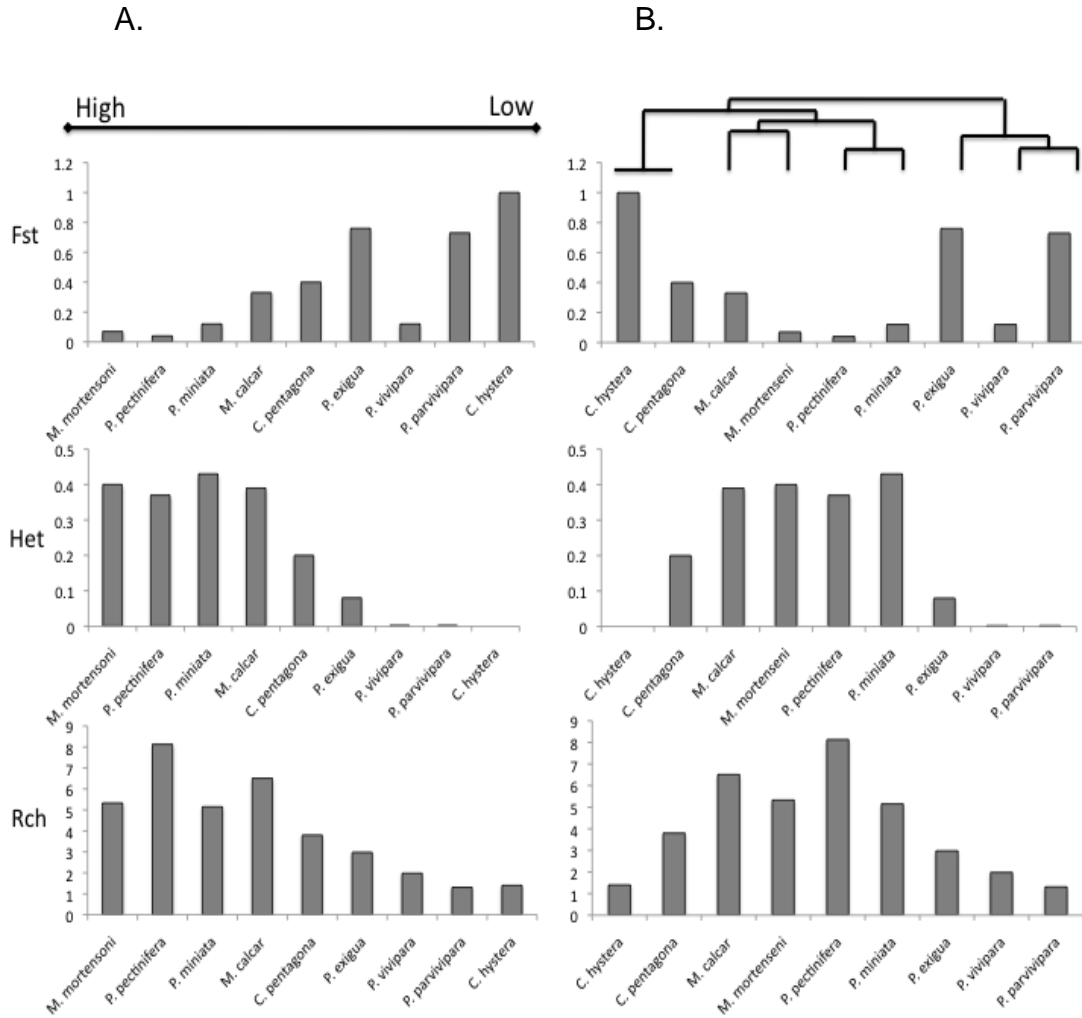 A.
B.
High
Low
Fst
1.2
1
0.8
0.6
0.4
0.2
0
M. mortensoni
P. pectinifera
P. miniata
M. calcar
C. pentagona
P. exigua
P. vivipara
P. parvivipara
C. hystera
1.2
1
0.8
0.6
0.4
0.2
0
C. hystera
C. pentagona
M. calcar
M. mortenseni
P. pectinifera
P. miniata
P. exigua
P. vivipara
P. parvivipara
Het
0.5
0.4
0.3
0.2
0.1
0
M. mortensoni
P. pectinifera
P. miniata
M. calcar
C. pentagona
P. exigua
P. vivipara
P. parvivipara
C. hystera
0.5
0.4
0.3
0.2
0.1
0
C. hystera
C. pentagona
M. calcar
M. mortenseni
P. pectinifera
P. miniata
P. exigua
P. vivipara
P. parvivipara
Rch
9
8
7
6
5
4
3
2
1
0
M. mortensoni
P. pectinifera
P. miniata
M. calcar
C. pentagona
P. exigua
P. vivipara
P. parvivipara
C. hystera
9
8
7
6
5
4
3
2
1
0
C. hystera
C. pentagona
M. calcar
M. mortenseni
P. pectinifera
P. miniata
P. exigua
P. vivipara
P. parvivipara